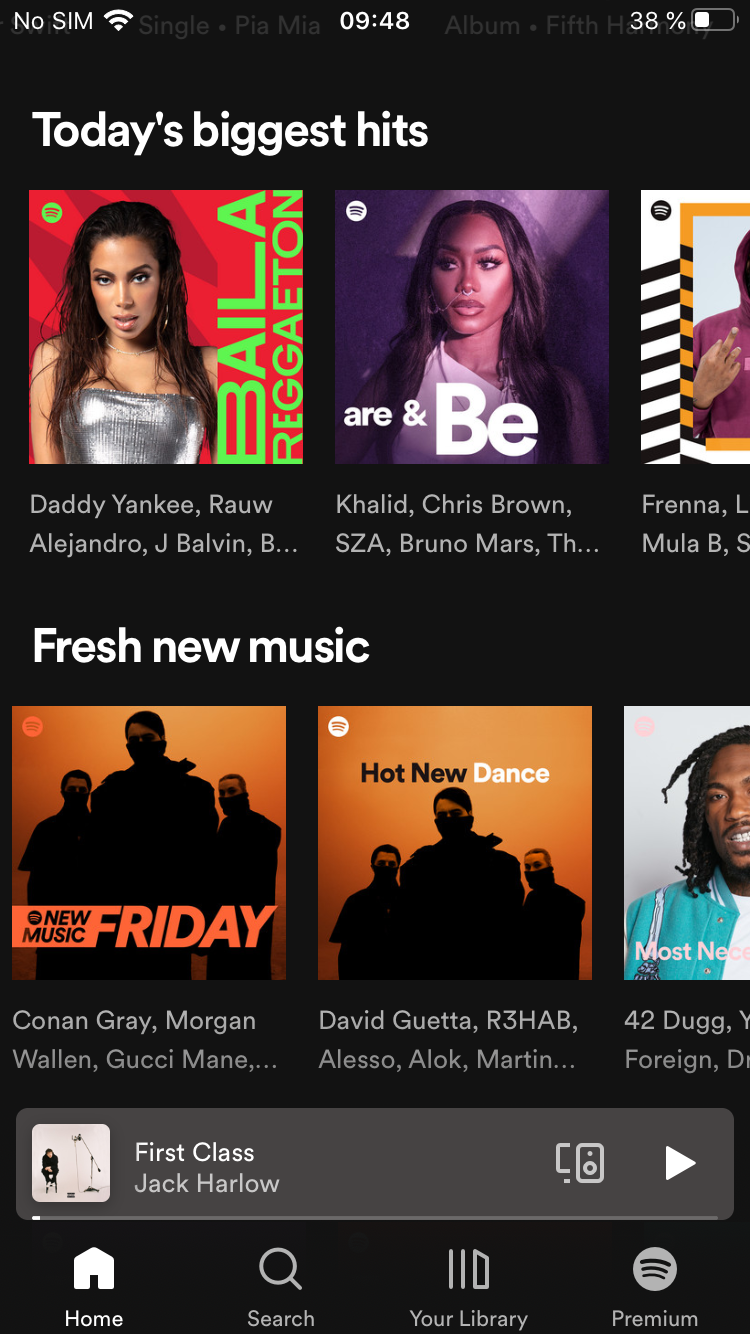 No SIM 09:48 38 %
Swift Single • Pia Mia Album • Fifth Harmony
Today's biggest hits
BAILA
REGGAETON
are & Be
Daddy Yankee, Rauw
Alejandro, J Balvin, B...
Khalid, Chris Brown,
SZA, Bruno Mars, Th...
Frenna, L
Mula B, S
Fresh new music
NEW
MUSIC
FRIDAY
Hot New Dance
Most Nece
Conan Gray, Morgan
Wallen, Gucci Mane,...
David Guetta, R3HAB,
Alesso, Alok, Martin...
42 Dugg, Y
Foreign, Dr
First Class
Jack Harlow
Home Search Your Library Premium